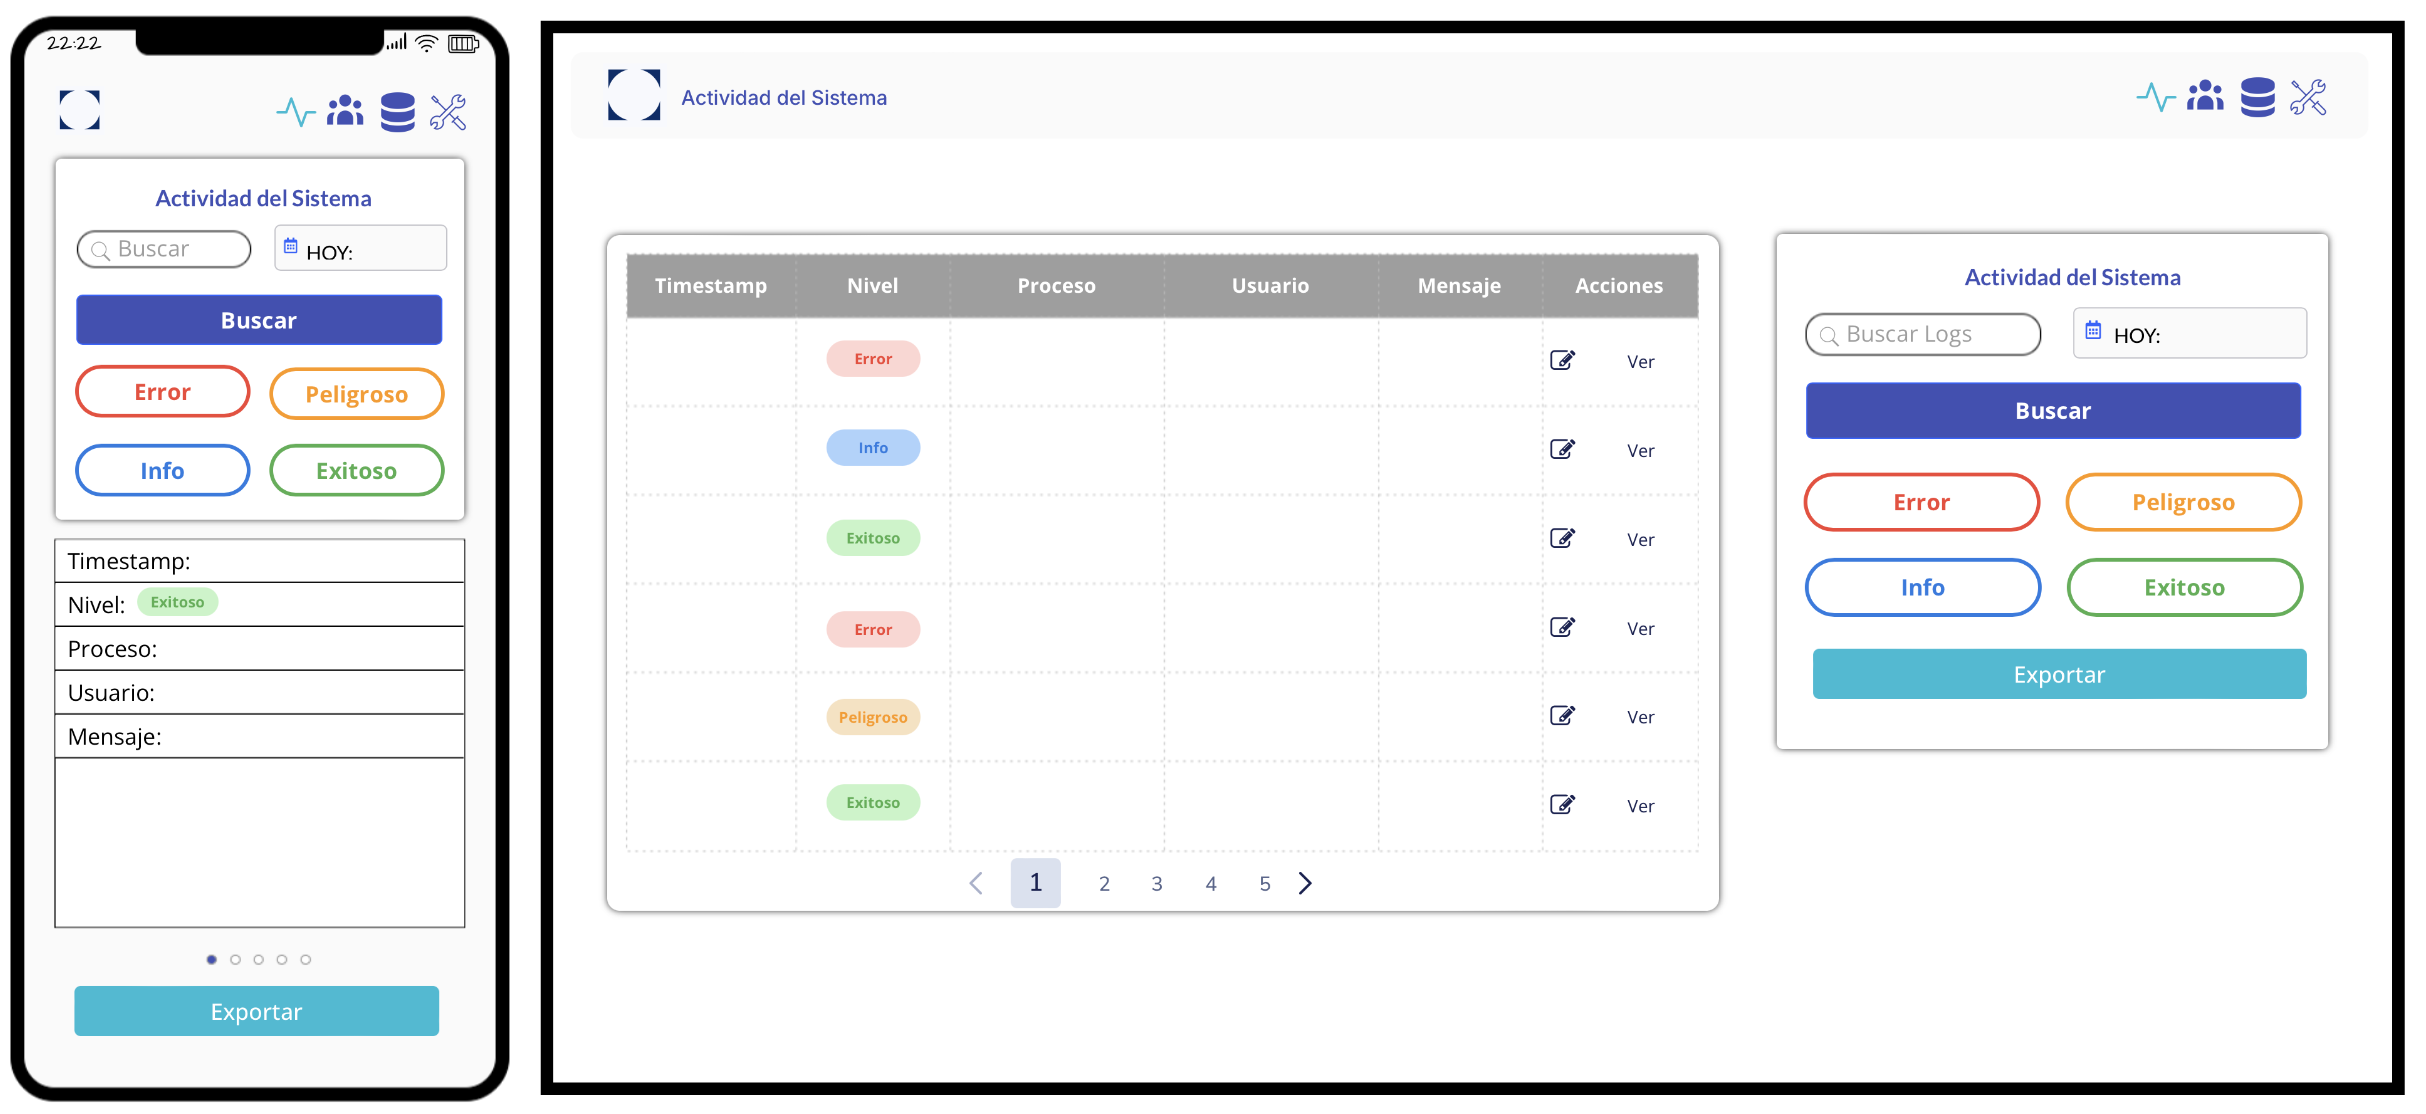 22:22
Actividad del Sistema
Buscar
HOY:
Buscar
Error
Peligroso
Info
Exitoso
Timestamp:
Nivel: Exitoso
Proceso:
Usuario:
Mensaje:
Exportar
Actividad del Sistema
Timestamp Nivel Proceso Usuario Mensaje Acciones
Error Ver
Info Ver
Exitoso Ver
Error Ver
Peligroso Ver
Exitoso Ver
1 2 3 4 5
Actividad del Sistema
Buscar Logs
HOY:
Buscar
Error
Peligroso
Info
Exitoso
Exportar